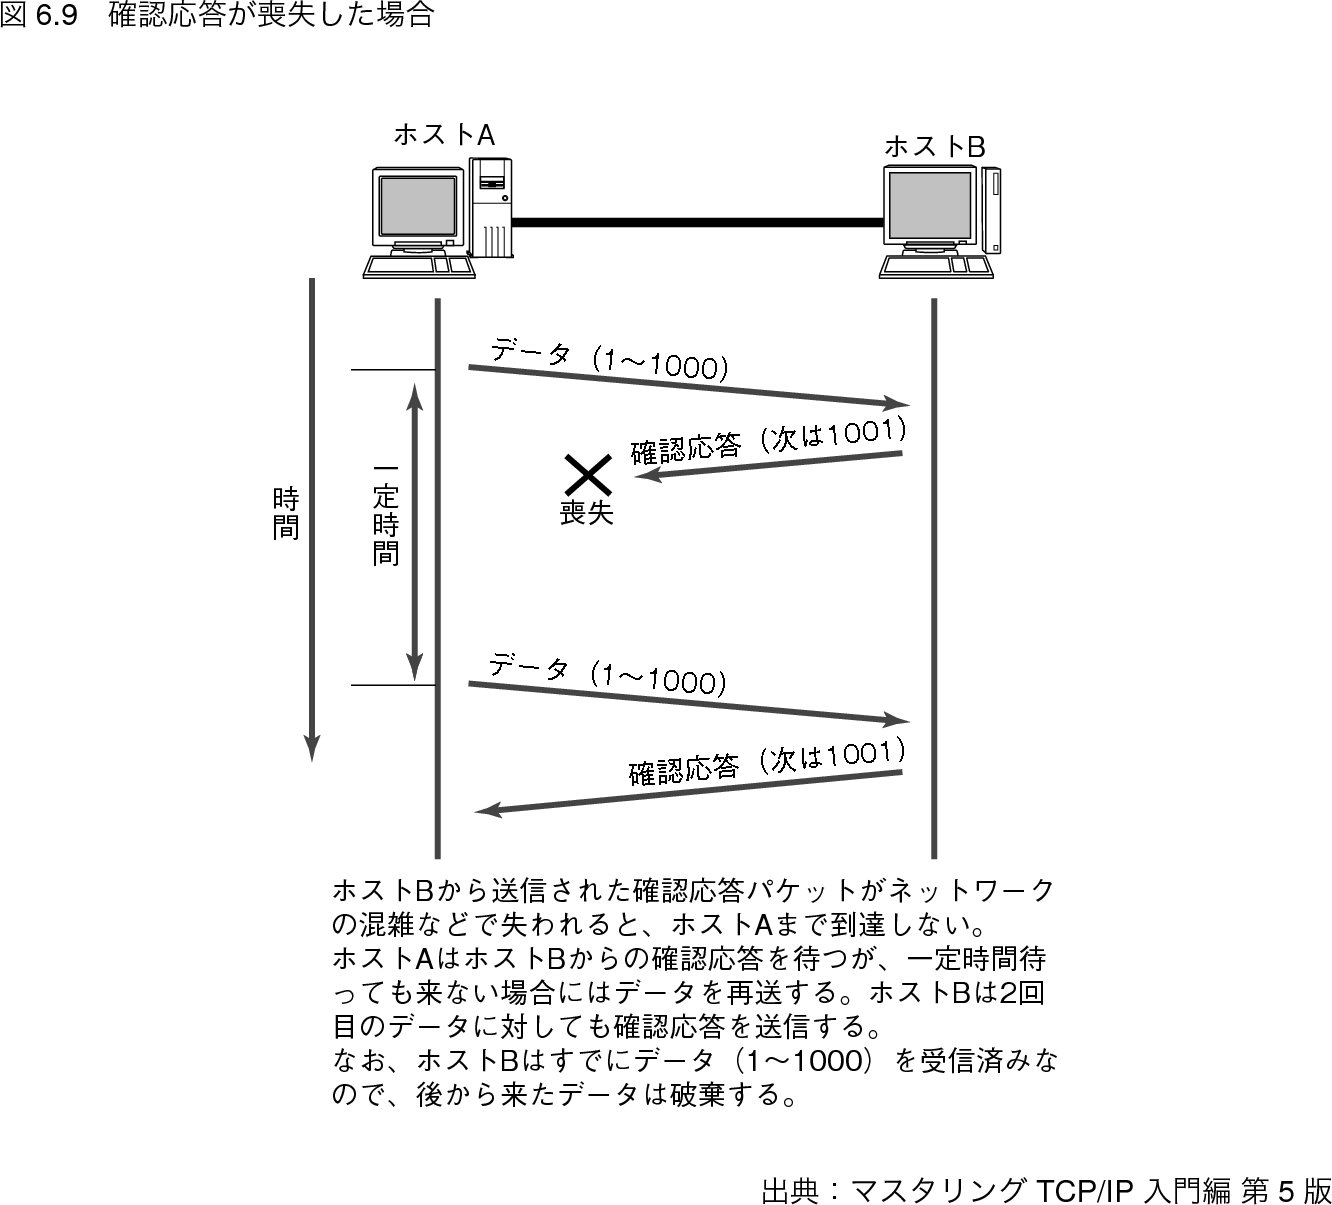 図 6.9　確認応答が喪失した場合
ホストA
ホストB
データ（1～1000）
確認応答（次は1001）
喪失
一定時間
時間
データ（1～1000）
確認応答（次は1001）
ホストBから送信された確認応答パケットがネットワーク
の混雑などで失われると、ホストAまで到達しない。
ホストAはホストBからの確認応答を待つが、一定時間待
っても来ない場合にはデータを再送する。ホストBは2回
目のデータに対しても確認応答を送信する。
なお、ホストBはすでにデータ（1～1000）を受信済みな
ので、後から来たデータは破棄する。
出典：マスタリング TCP/IP 入門編 第 5 版